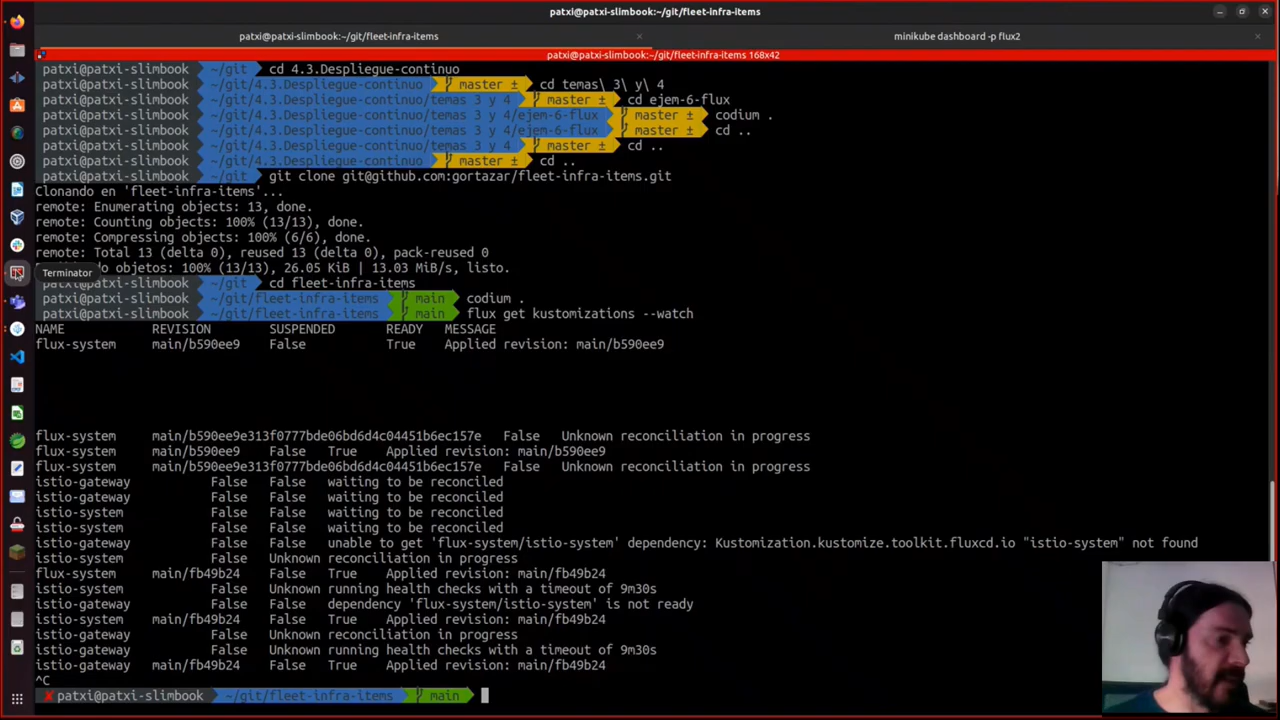 patxi@patxi-slimbook:~/git/fleet-infra-items
patxi@patxi-slimbook:~/git/fleet-infra-items × minikube dashboard -p flux2 ×
patxi@patxi-slimbook:~/git/fleet-infra-items 168x42
patxi@patxi-slimbook ~/git cd 4.3.Despliegue-continuo
patxi@patxi-slimbook ~/git/4.3.Despliegue-continuo master ± cd temas\ 3\ y\ 4
patxi@patxi-slimbook ~/git/4.3.Despliegue-continuo/temas 3 y 4 master ± cd ejem-6-flux
patxi@patxi-slimbook ~/git/4.3.Despliegue-continuo/temas 3 y 4/ejem-6-flux master ± codium .
patxi@patxi-slimbook ~/git/4.3.Despliegue-continuo/temas 3 y 4/ejem-6-flux master ± cd ..
patxi@patxi-slimbook ~/git/4.3.Despliegue-continuo/temas 3 y 4 master ± cd ..
patxi@patxi-slimbook ~/git/4.3.Despliegue-continuo master ± cd ..
patxi@patxi-slimbook ~/git git clone git@github.com:gortazar/fleet-infra-items.git
Clonando en 'fleet-infra-items'...
remote: Enumerating objects: 13, done.
remote: Counting objects: 100% (13/13), done.
remote: Compressing objects: 100% (6/6), done.
remote: Total 13 (delta 0), reused 13 (delta 0), pack-reused 0
Terminator
do objetos: 100% (13/13), 26.05 KiB | 13.03 MiB/s, listo.
patxi@patxi-slimbook ~/git cd fleet-infra-items
patxi@patxi-slimbook ~/git/fleet-infra-items main codium .
patxi@patxi-slimbook ~/git/fleet-infra-items main flux get kustomizations --watch
NAME REVISION SUSPENDED READY MESSAGE
flux-system main/b590ee9 False True Applied revision: main/b590ee9
flux-system main/b590ee9e313f0777bde06bd6d4c04451b6ec157e False Unknown reconciliation in progress
flux-system main/b590ee9 False True Applied revision: main/b590ee9
flux-system main/b590ee9e313f0777bde06bd6d4c04451b6ec157e False Unknown reconciliation in progress
istio-gateway False False waiting to be reconciled
istio-gateway False False waiting to be reconciled
istio-system False False waiting to be reconciled
istio-system False False waiting to be reconciled
istio-gateway False False unable to get 'flux-system/istio-system' dependency: Kustomization.kustomize.toolkit.fluxcd.io "istio-system" not found
istio-system False Unknown reconciliation in progress
flux-system main/fb49b24 False True Applied revision: main/fb49b24
istio-system False Unknown running health checks with a timeout of 9m30s
istio-gateway False False dependency 'flux-system/istio-system' is not ready
istio-system main/fb49b24 False True Applied revision: main/fb49b24
istio-gateway False Unknown reconciliation in progress
istio-gateway False Unknown running health checks with a timeout of 9m30s
istio-gateway main/fb49b24 False True Applied revision: main/fb49b24
^C
✘ patxi@patxi-slimbook ~/git/fleet-infra-items main